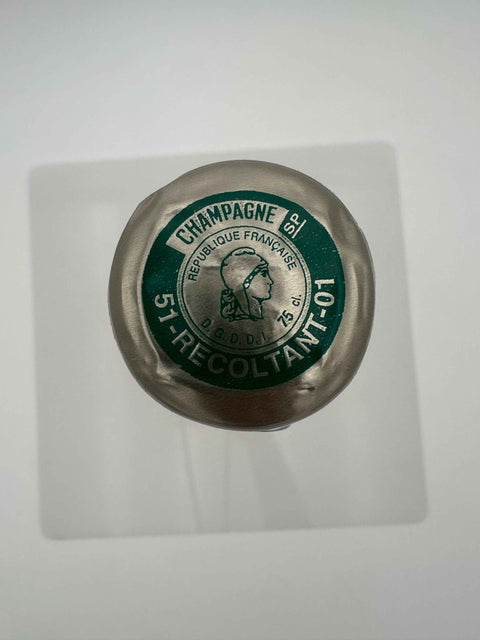 CHAMPAGNE
SP
REPUBLIQUE FRANÇAISE
D.G.D.D.I.
75 cl.
51-RECOLTANT-01